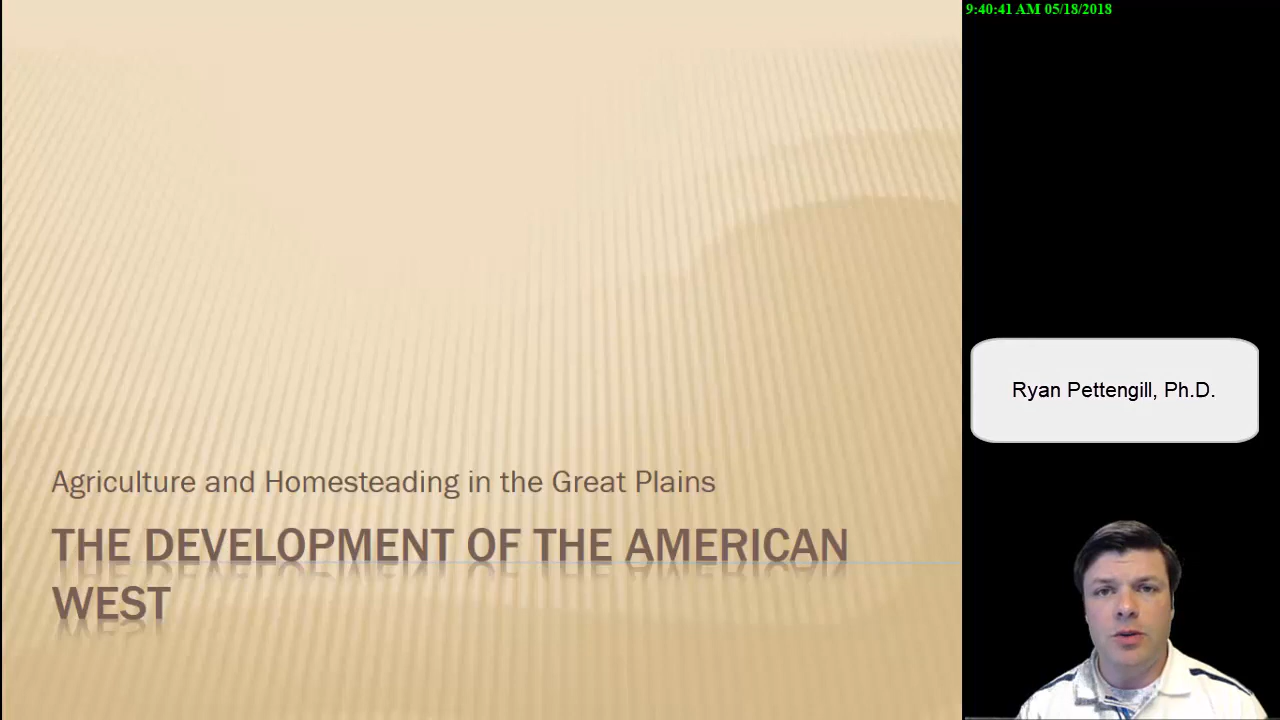 9:40:41 AM 05/18/2018
Ryan Pettengill, Ph.D.
Agriculture and Homesteading in the Great Plains
THE DEVELOPMENT OF THE AMERICAN
WEST